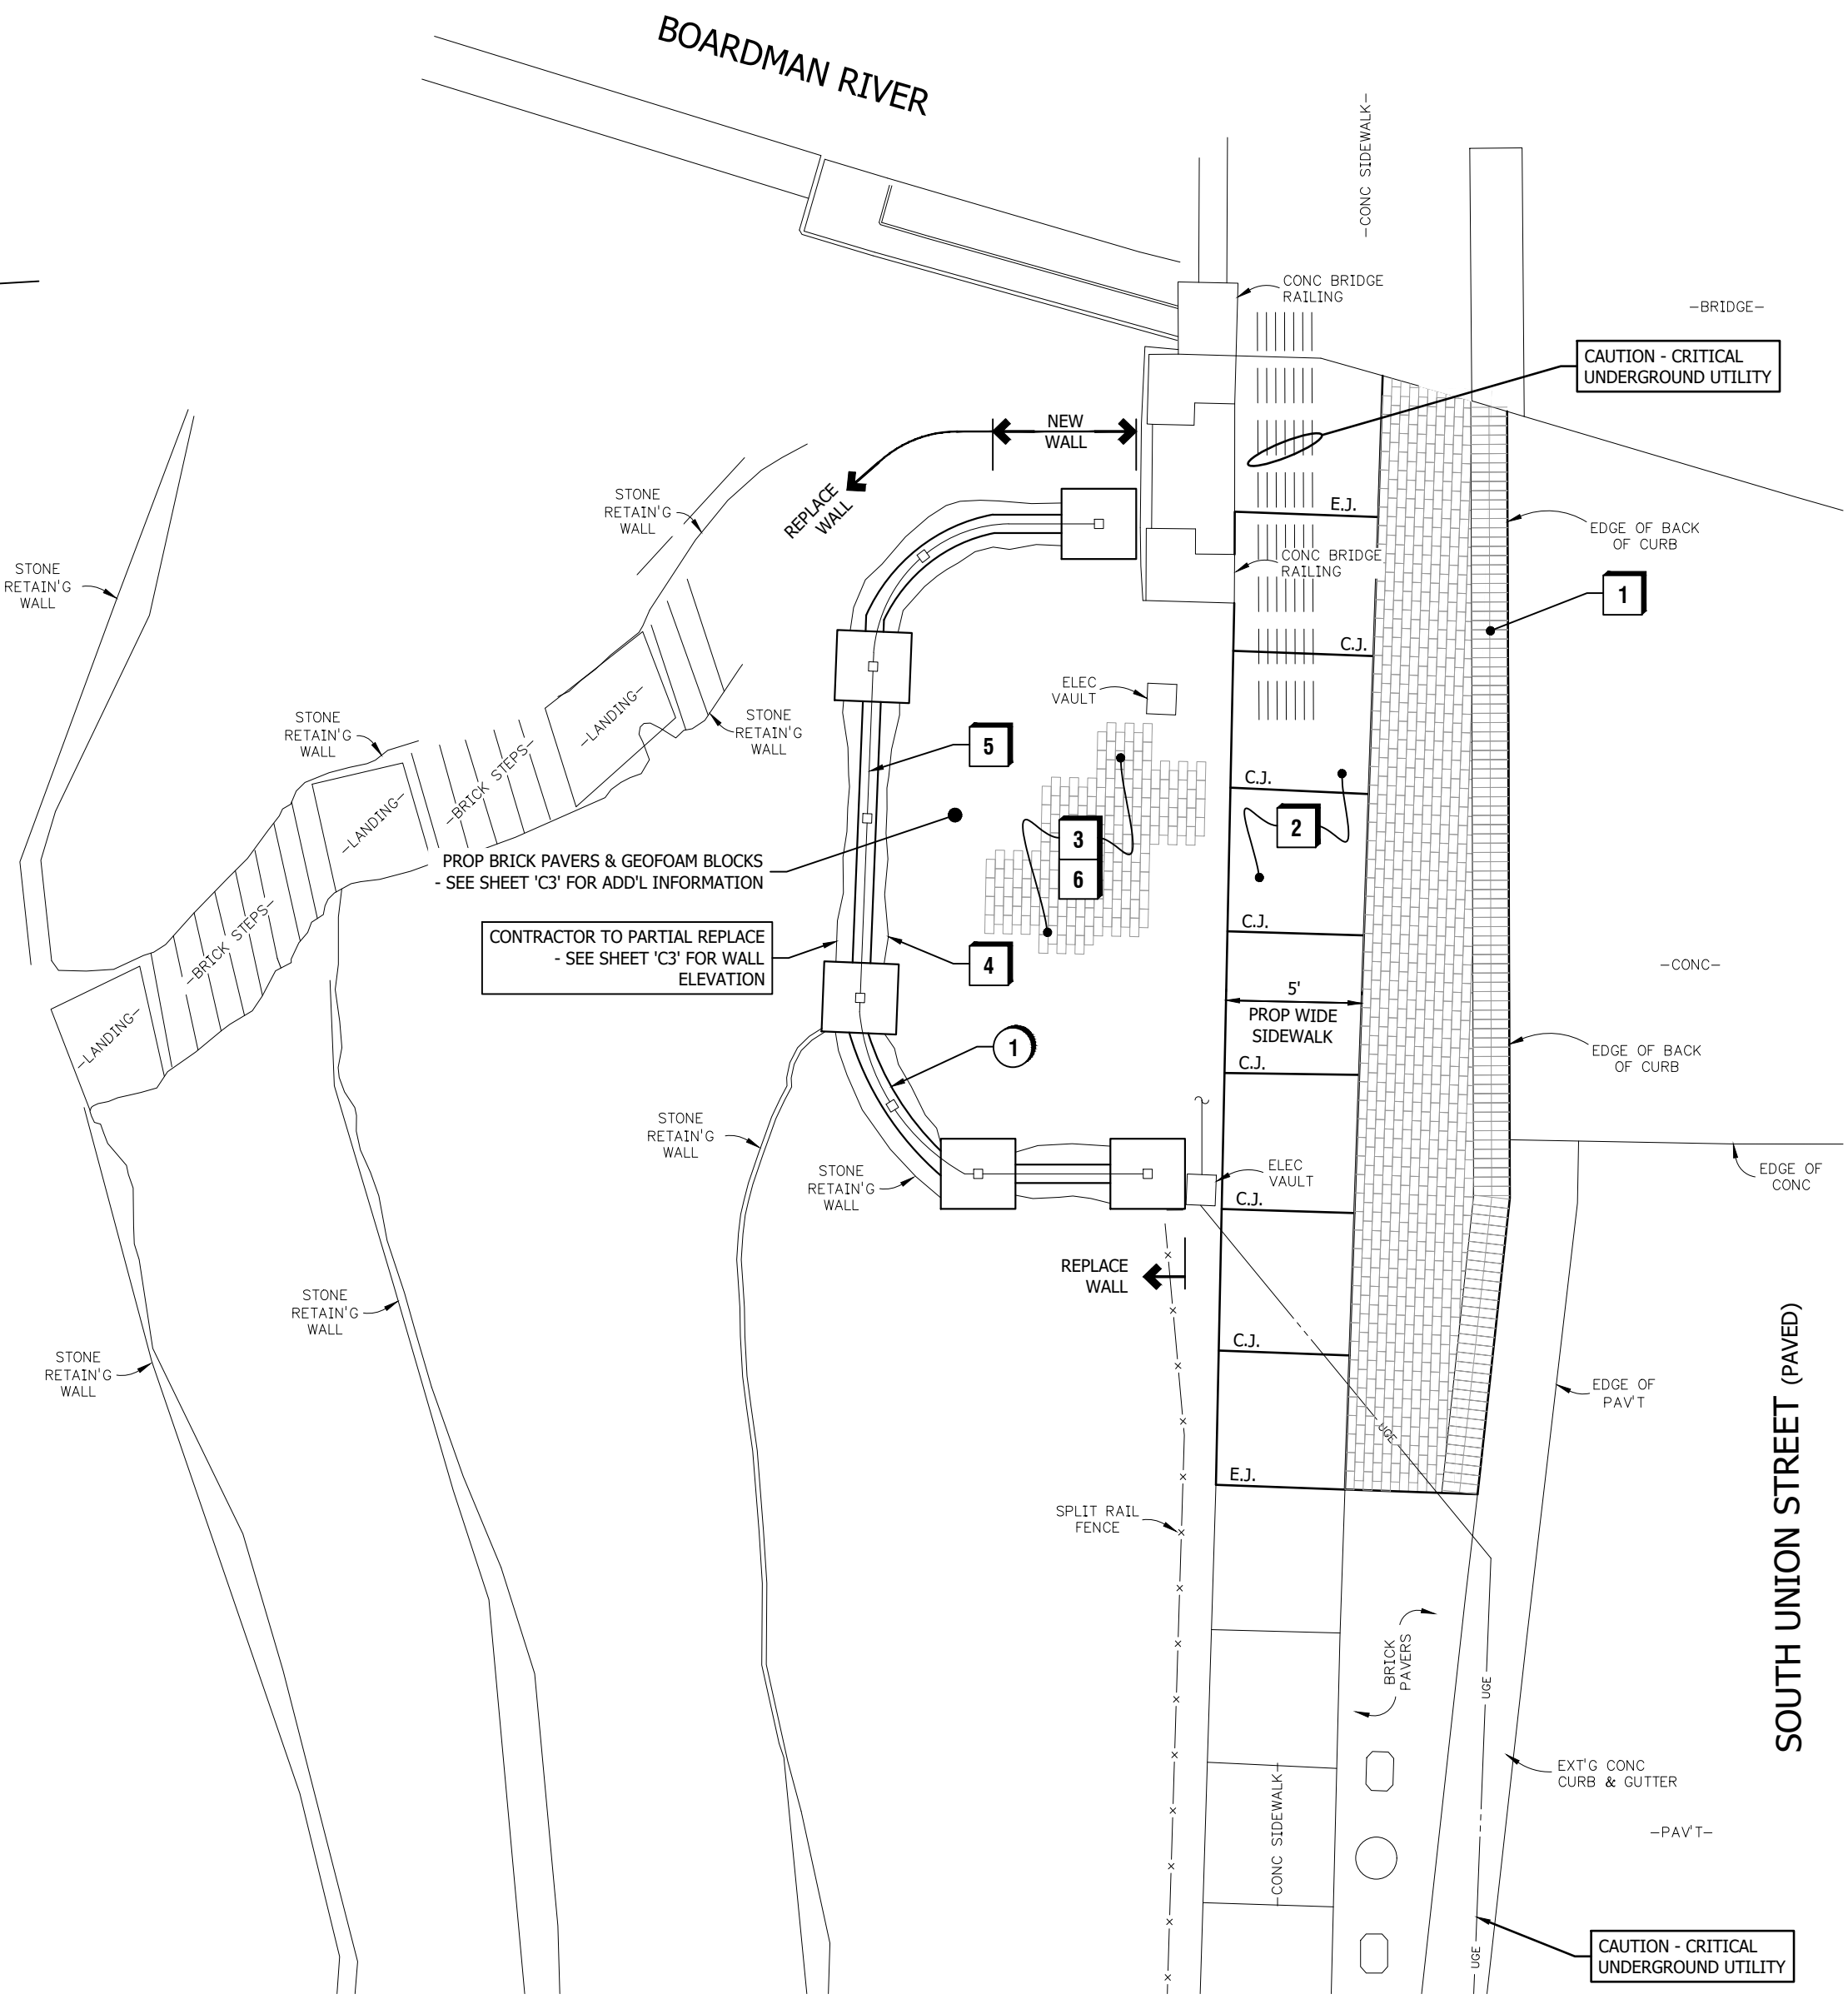 BOARDMAN RIVER
-CONC SIDEWALK-
CONC BRIDGE
RAILING
-BRIDGE-
CAUTION - CRITICAL
UNDERGROUND UTILITY
NEW
WALL
REPLACE
WALL
STONE
RETAIN'G
WALL
E.J.
EDGE OF BACK
OF CURB
CONC BRIDGE
RAILING
STONE
RETAIN'G
WALL
1
C.J.
ELEC
VAULT
-LANDING-
STONE
RETAIN'G
WALL
STONE
RETAIN'G
WALL
5
-BRICK STEPS-
C.J.
-LANDING-
2
3
6
PROP BRICK PAVERS & GEOFOAM BLOCKS
- SEE SHEET 'C3' FOR ADD'L INFORMATION
C.J.
-BRICK STEPS-
CONTRACTOR TO PARTIAL REPLACE
- SEE SHEET 'C3' FOR WALL
ELEVATION
4
-CONC-
5'
PROP WIDE
SIDEWALK
-LANDING-
1
C.J.
EDGE OF BACK
OF CURB
STONE
RETAIN'G
WALL
STONE
RETAIN'G
WALL
ELEC
VAULT
EDGE OF
CONC
C.J.
REPLACE
WALL
STONE
RETAIN'G
WALL
C.J.
STONE
RETAIN'G
WALL
EDGE OF
PAV'T
UGE
E.J.
SPLIT RAIL
FENCE
SOUTH UNION STREET (PAVED)
BRICK
PAVERS
UGE
EXT'G CONC
CURB & GUTTER
-CONC SIDEWALK-
-PAV'T-
CAUTION - CRITICAL
UNDERGROUND UTILITY
UGE